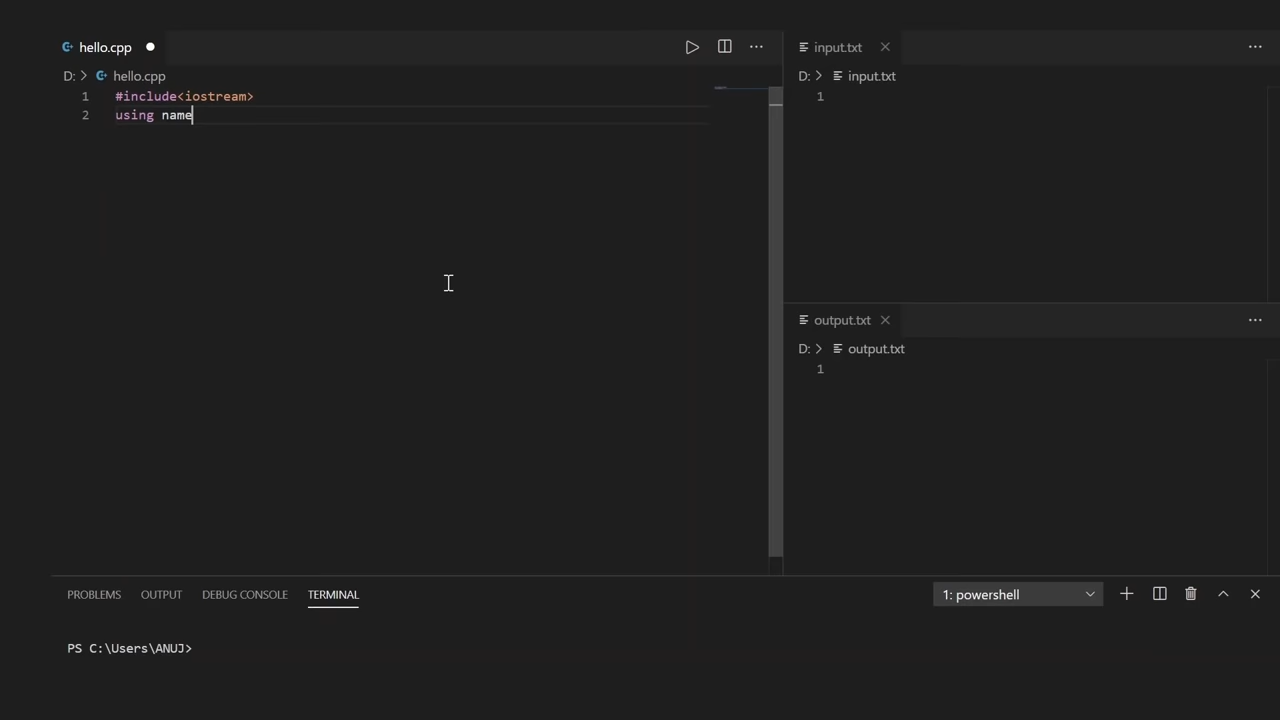 hello.cpp
D: > hello.cpp
1 #include<iostream>
2 using name
input.txt
D: > input.txt
1
output.txt
D: > output.txt
1
PROBLEMS OUTPUT DEBUG CONSOLE TERMINAL 1: powershell
PS C:\Users\ANUJ>